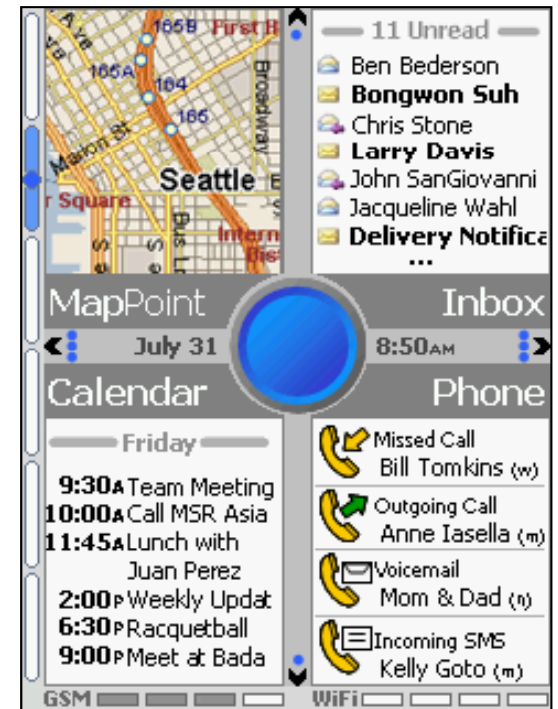 165B First H
165A
164
Broadway
165
Marion St
Seattle
r Square
Intern
Dis
Bus Ln
S
S
MapPoint
11 Unread
Ben Bederson
Bongwon Suh
Chris Stone
Larry Davis
John SanGiovanni
Jacqueline Wahl
Delivery Notifica
...
Inbox
July 31
8:50AM
Calendar
Friday
9:30A Team Meeting
10:00A Call MSR Asia
11:45A Lunch with
Juan Perez
2:00P Weekly Updat
6:30P Racquetball
9:00P Meet at Bada
Phone
Missed Call
Bill Tomkins (w)
Outgoing Call
Anne Iasella (m)
Voicemail
Mom & Dad (h)
Incoming SMS
Kelly Goto (m)
GSM
WiFi